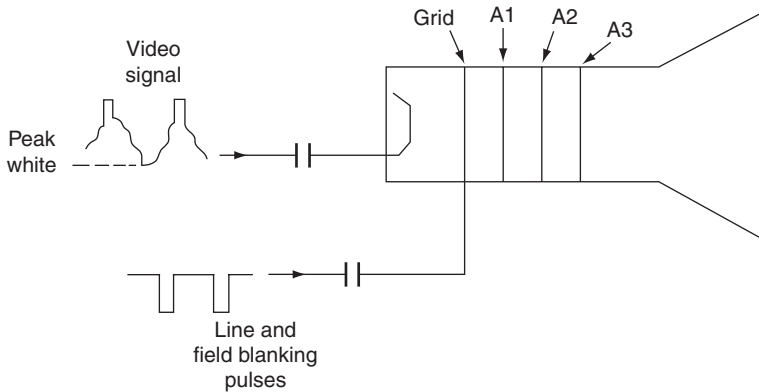 Grid
A1
A2
A3
Video
signal
Peak
white
Line and
field blanking
pulses